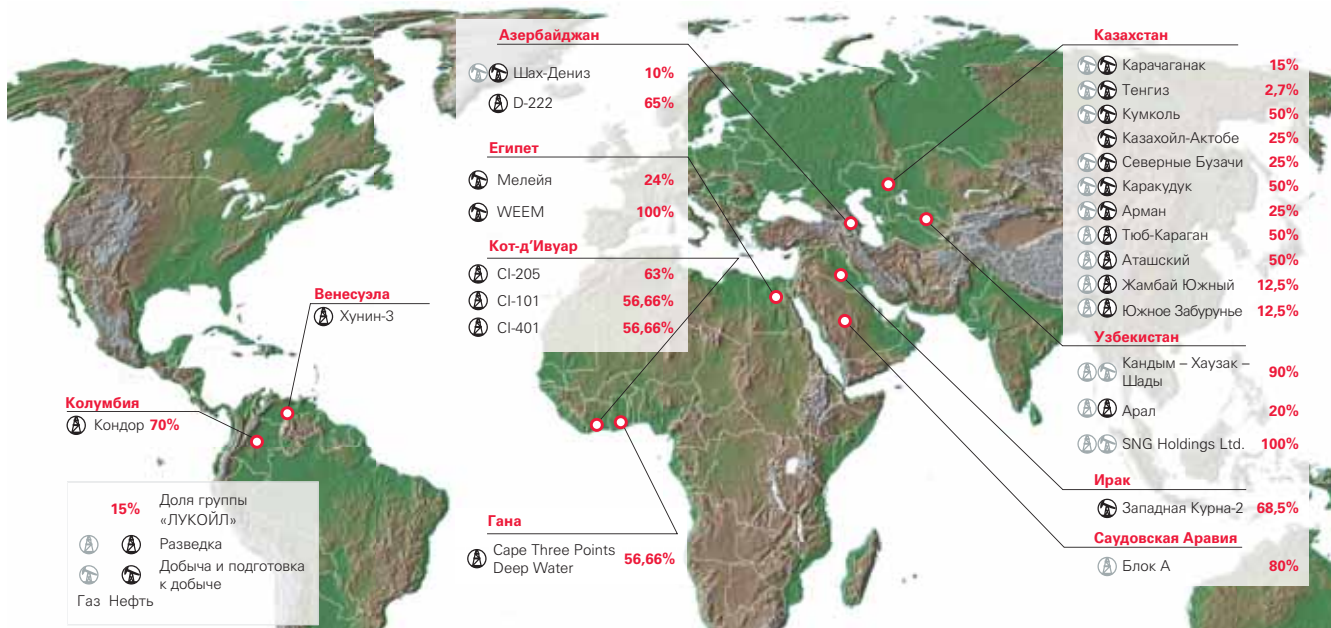 Азербайджан
Шах-Дениз 10%
D-222 65%
Египет
Мелейя 24%
WEEM 100%
Кот-д’Ивуар
CI-205 63%
CI-101 56,66%
CI-401 56,66%
Венесуэла
Хунин-3
Колумбия
Кондор 70%
15% Доля группы
«ЛУКОЙЛ»
Разведка
Добыча и подготовка
к добыче
Газ Нефть
Гана
Cape Three Points
Deep Water 56,66%
Казахстан
Карачаганак 15%
Тенгиз 2,7%
Кумколь 50%
Казахойл-Актобе 25%
Северные Бузачи 25%
Каракудук 50%
Арман 25%
Тюб-Караган 50%
Аташский 50%
Жамбай Южный 12,5%
Южное Забурунье 12,5%
Узбекистан
Кандым – Хаузак –
Шады 90%
Арал 20%
SNG Holdings Ltd. 100%
Ирак
Западная Курна-2 68,5%
Саудовская Аравия
Блок А 80%